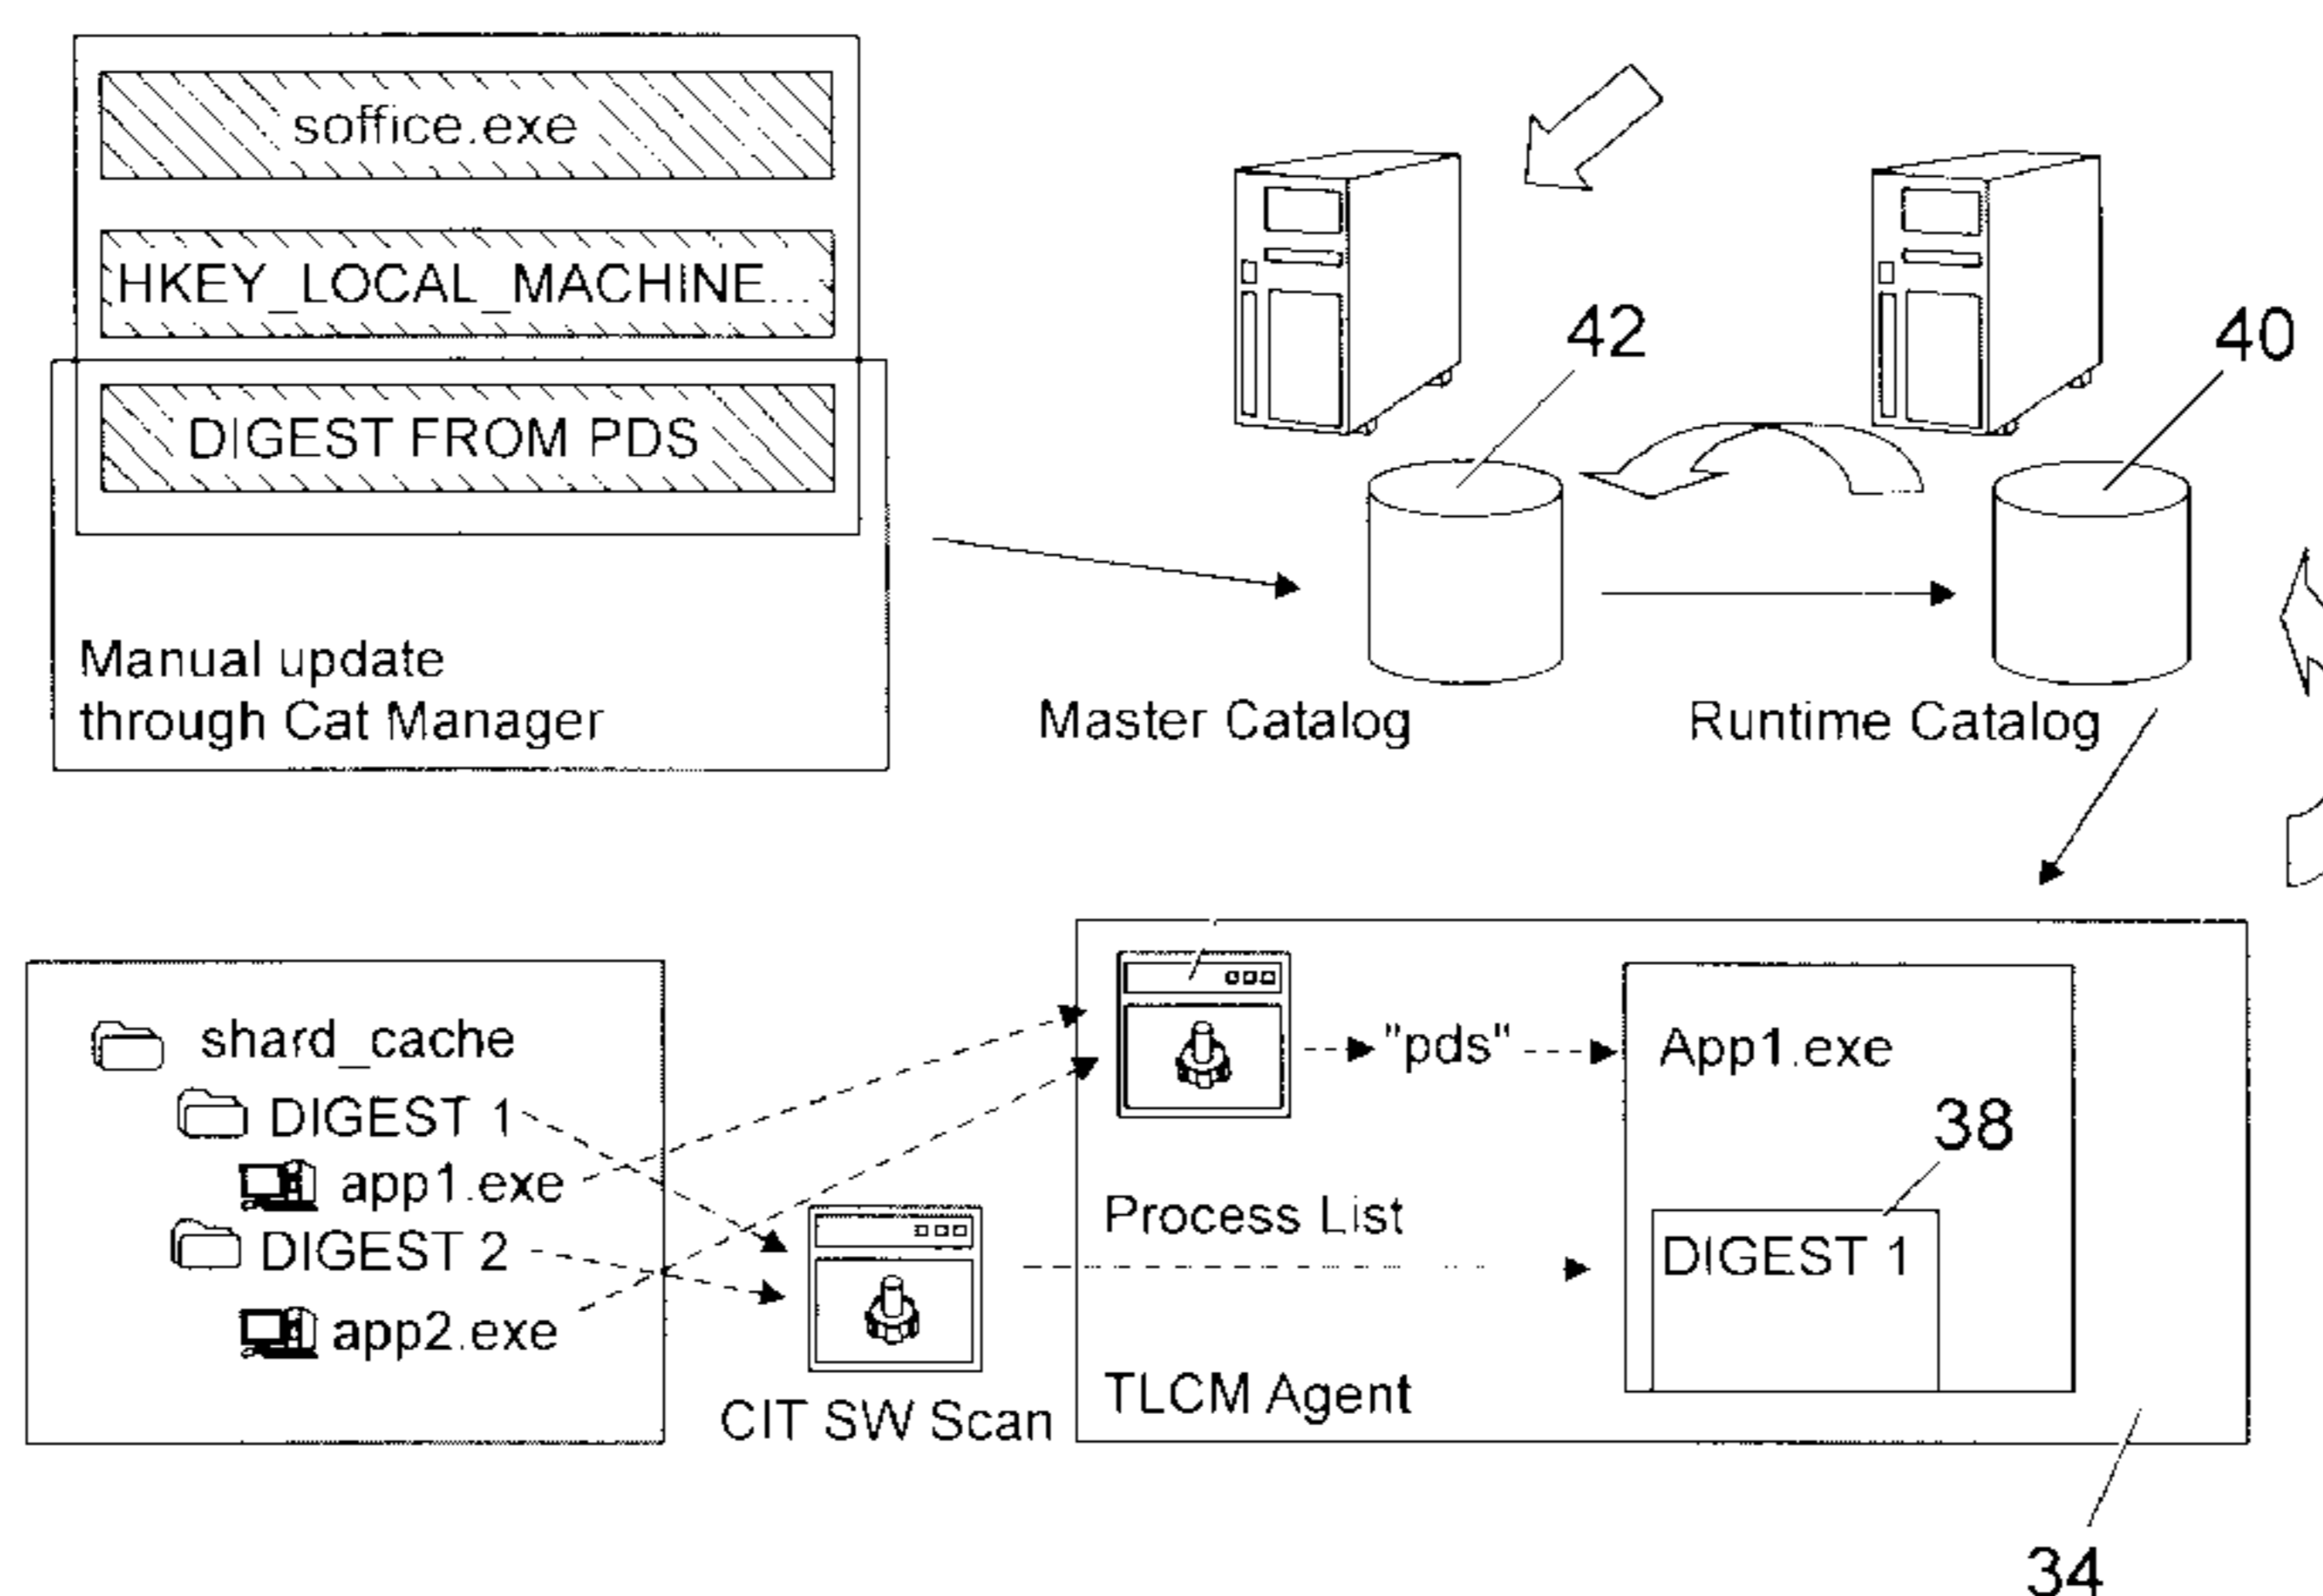 soffice.exe
HKEY_LOCAL_MACHINE...
DIGEST FROM PDS
Manual update
through Cat Manager
42
40
Master Catalog
Runtime Catalog
shard_cache
DIGEST 1
app1.exe
DIGEST 2
app2.exe
CIT SW Scan
"pds"
App1.exe
38
Process List
DIGEST 1
TLCM Agent
34